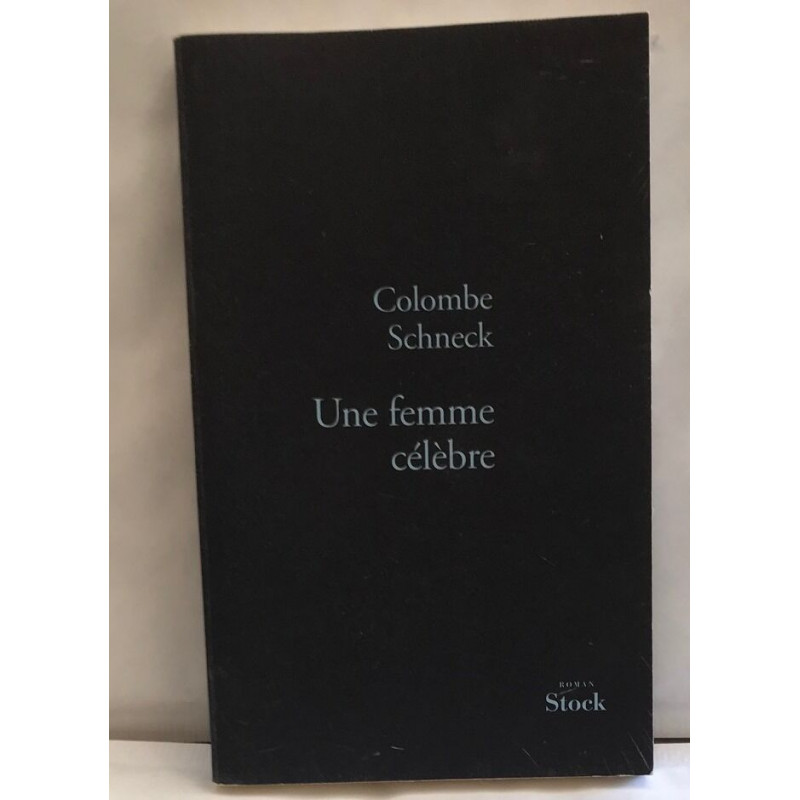 Colombe
Schneck
Une femme
célèbre
ROMAN
Stock